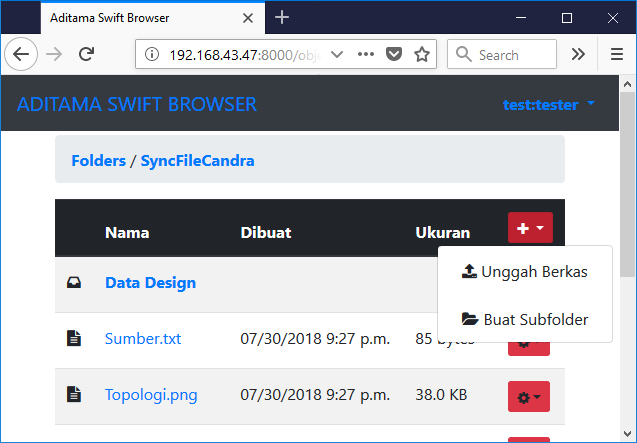 Aditama Swift Browser
192.168.43.47:8000/obje
Search
ADITAMA SWIFT BROWSER
test:tester
Folders / SyncFileCandra
Nama Dibuat Ukuran
Unggah Berkas
Data Design
Buat Subfolder
Sumber.txt 07/30/2018 9:27 p.m. 85 bytes
Topologi.png 07/30/2018 9:27 p.m. 38.0 KB